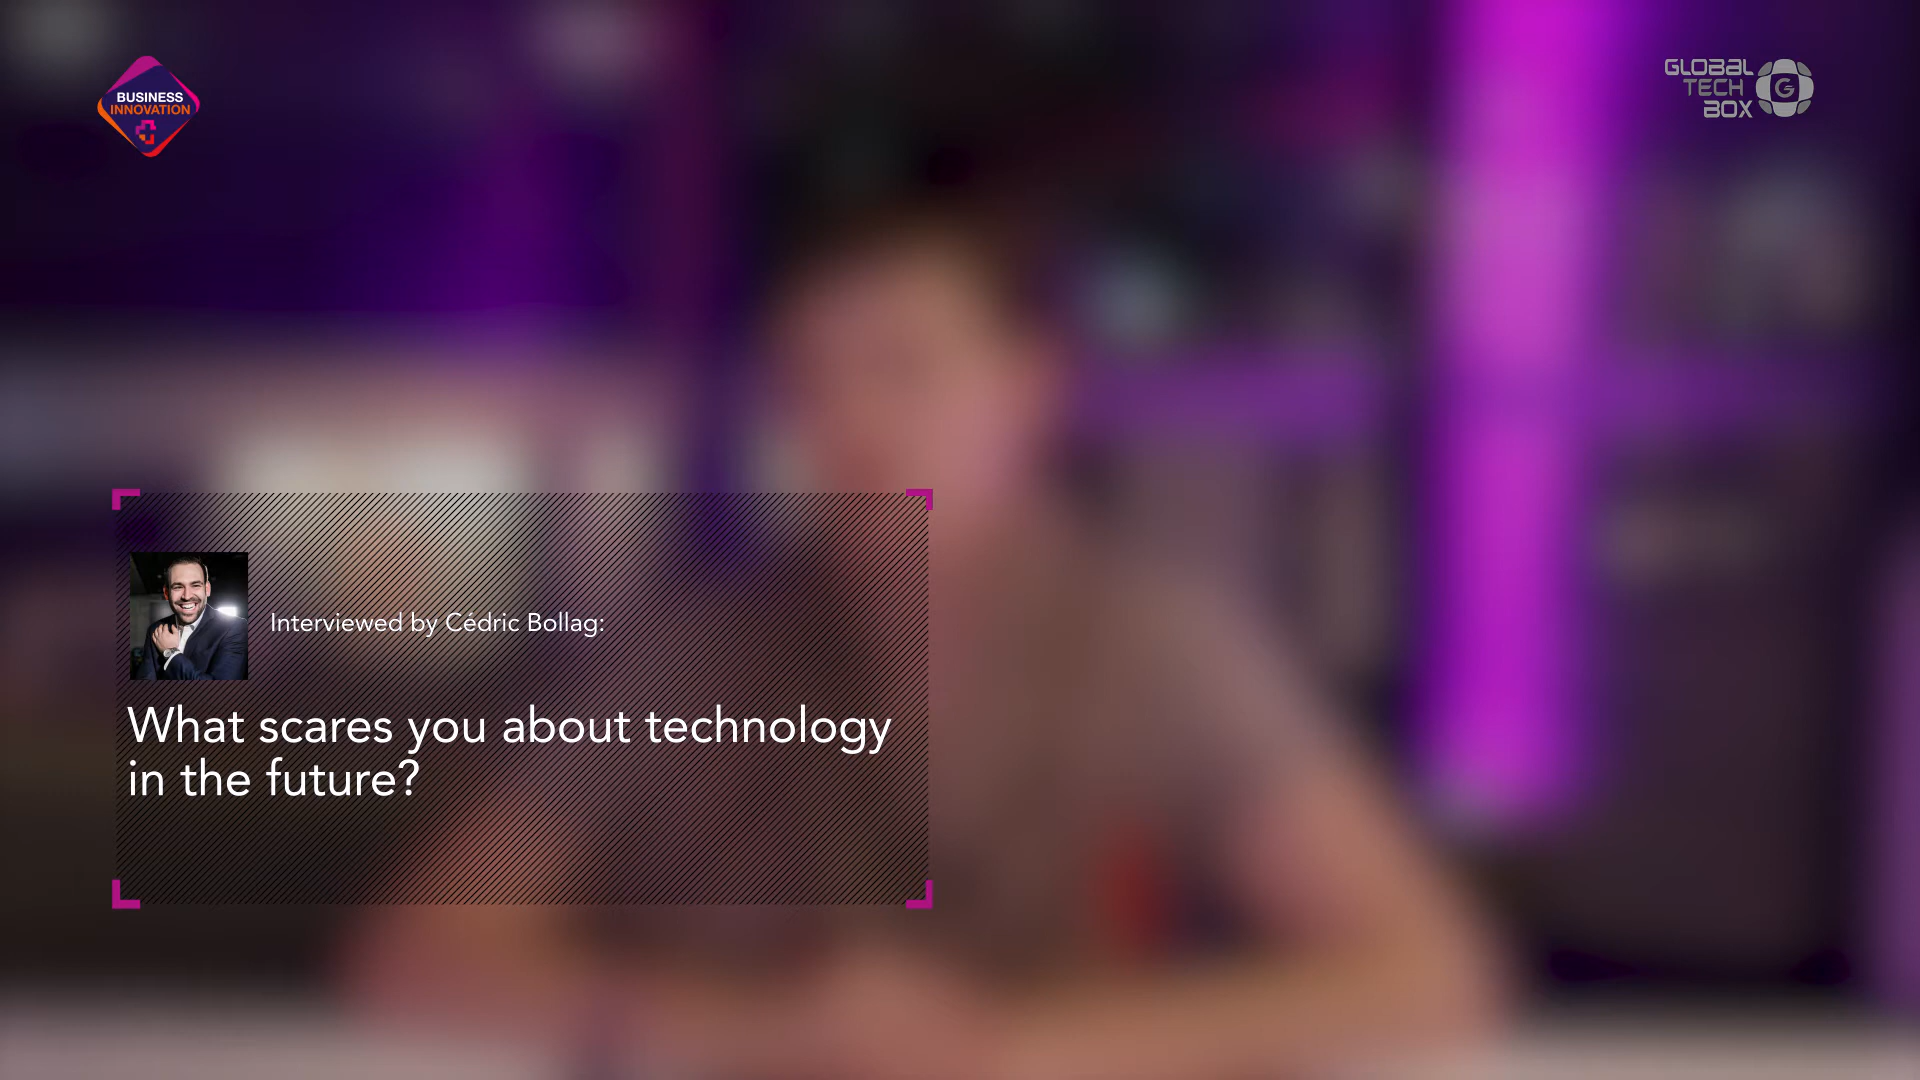 BUSINESS
INNOVATION
GLOBAL
TECH
BOX
G
Interviewed by Cédric Bollag:
What scares you about technology
in the future?